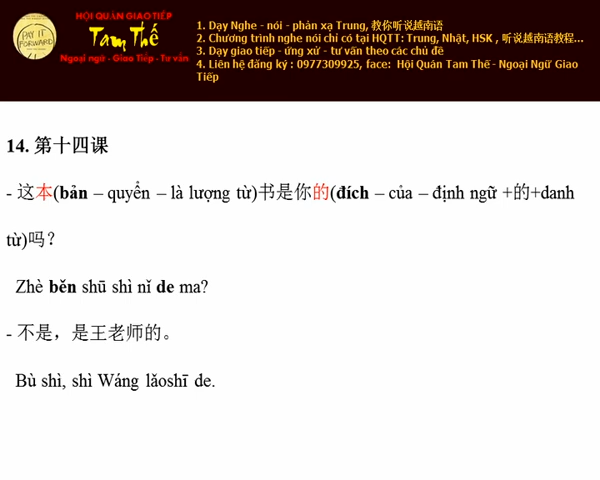 PAY IT
FORWARD
HỘI QUÁN GIAO TIẾP
Tam Thế
Ngoại ngữ - Giao Tiếp - Tư vấn
1. Dạy Nghe - nói - phản xạ Trung, 教你听说越南语
2. Chương trình nghe nói chỉ có tại HQTT: Trung, Nhật, HSK , 听说越南语教程...
3. Dạy giao tiếp - ứng xử - tư vấn theo các chủ đề
4. Liên hệ đăng ký : 0977309925, face: Hội Quán Tam Thế - Ngoại Ngữ Giao
Tiếp
14. 第十四课
- 这本(bản – quyển – là lượng từ)书是你的(đích – của – định ngữ +的+danh
từ)吗?
Zhè běn shū shì nǐ de ma?
- 不是，是王老师的。
Bù shì, shì Wáng lǎoshī de.